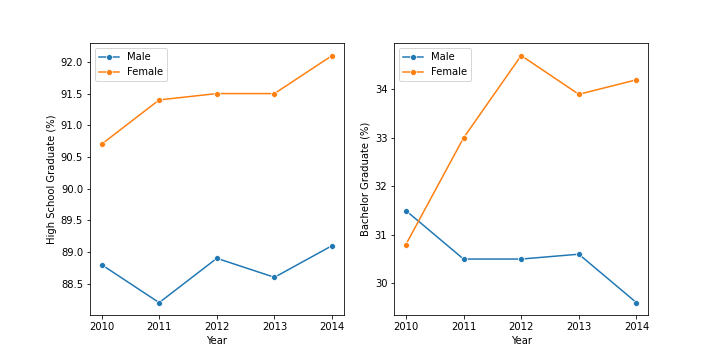 Male
Female
High School Graduate (%)
92.0
91.5
91.0
90.5
90.0
89.5
89.0
88.5
2010 2011 2012 2013 2014
Year
Male
Female
Bachelor Graduate (%)
34
33
32
31
30
2010 2011 2012 2013 2014
Year